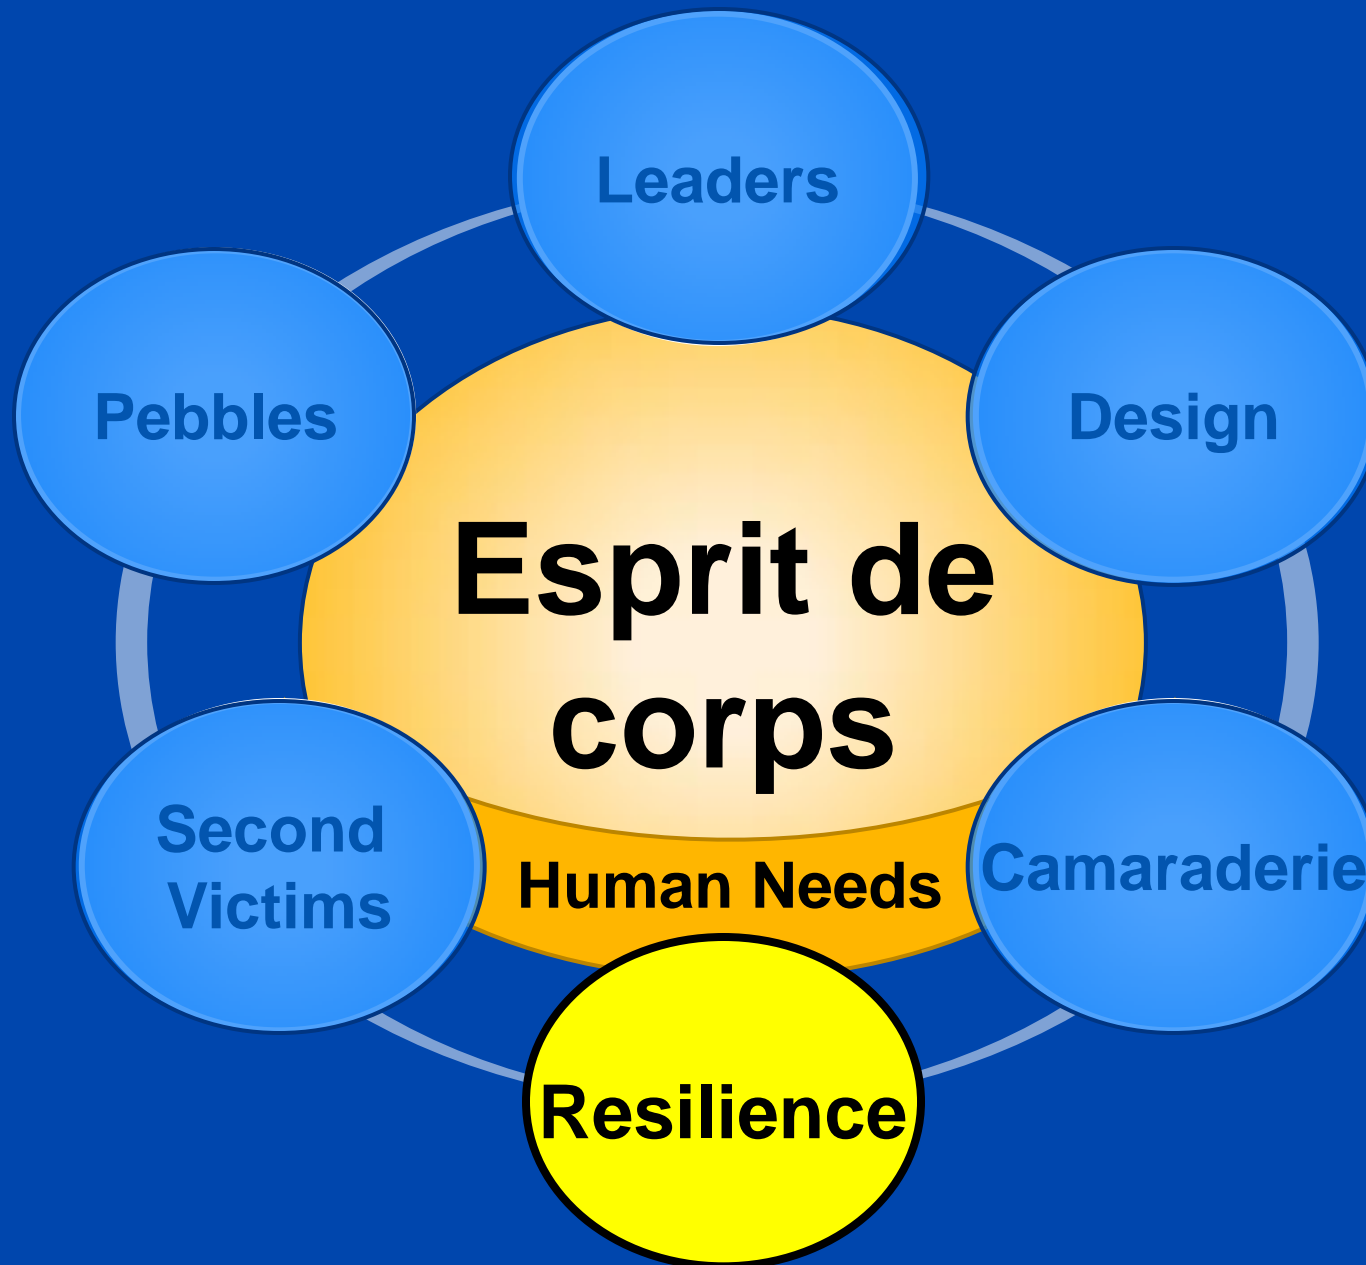 Leaders
Pebbles
Design
Esprit de
corps
Second
Victims
Human Needs
Camaraderie
Resilience